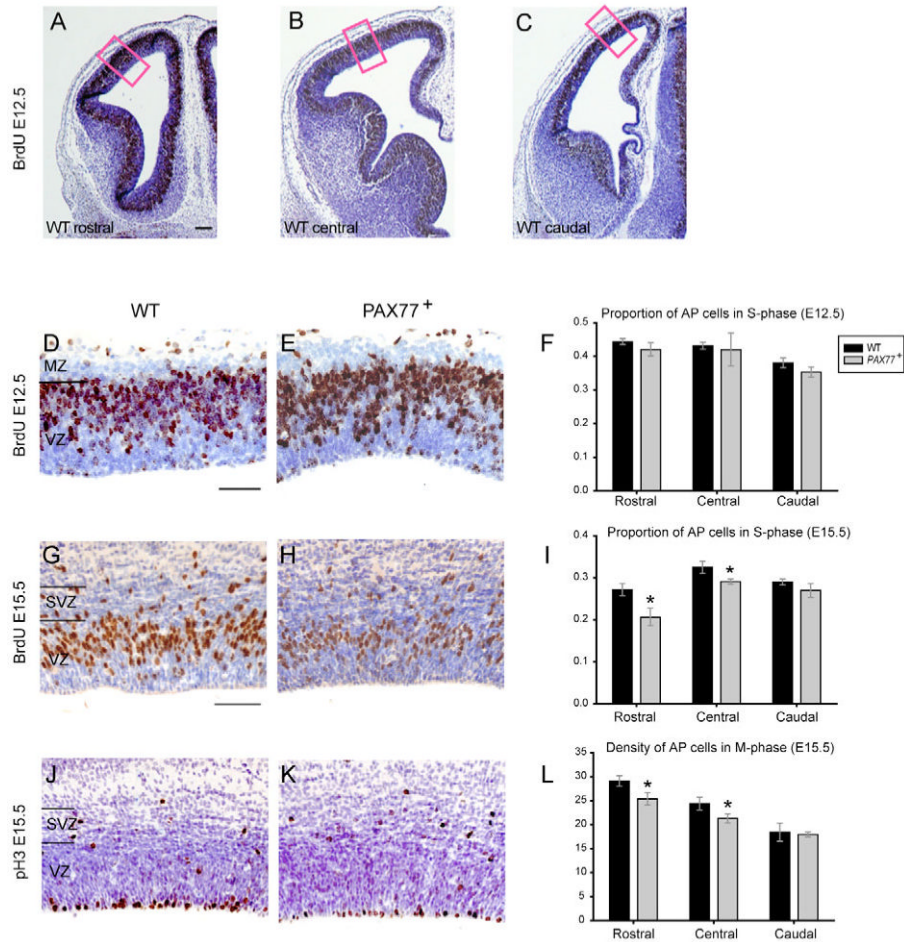 A
B
C
BrdU E12.5
WT rostral
WT central
WT caudal
WT
PAX77+
D
MZ
VZ
E
BrdU E12.5
F
Proportion of AP cells in S-phase (E12.5)
0.5
0.4
0.3
0.2
0.1
0.0
Rostral
Central
Caudal
WT
PAX77+
G
SVZ
VZ
H
BrdU E15.5
I
Proportion of AP cells in S-phase (E15.5)
0.4
0.3
0.2
0.1
0.0
*
*
Rostral
Central
Caudal
J
SVZ
VZ
K
pH3 E15.5
L
Density of AP cells in M-phase (E15.5)
35
30
25
20
15
10
5
0
*
*
Rostral
Central
Caudal